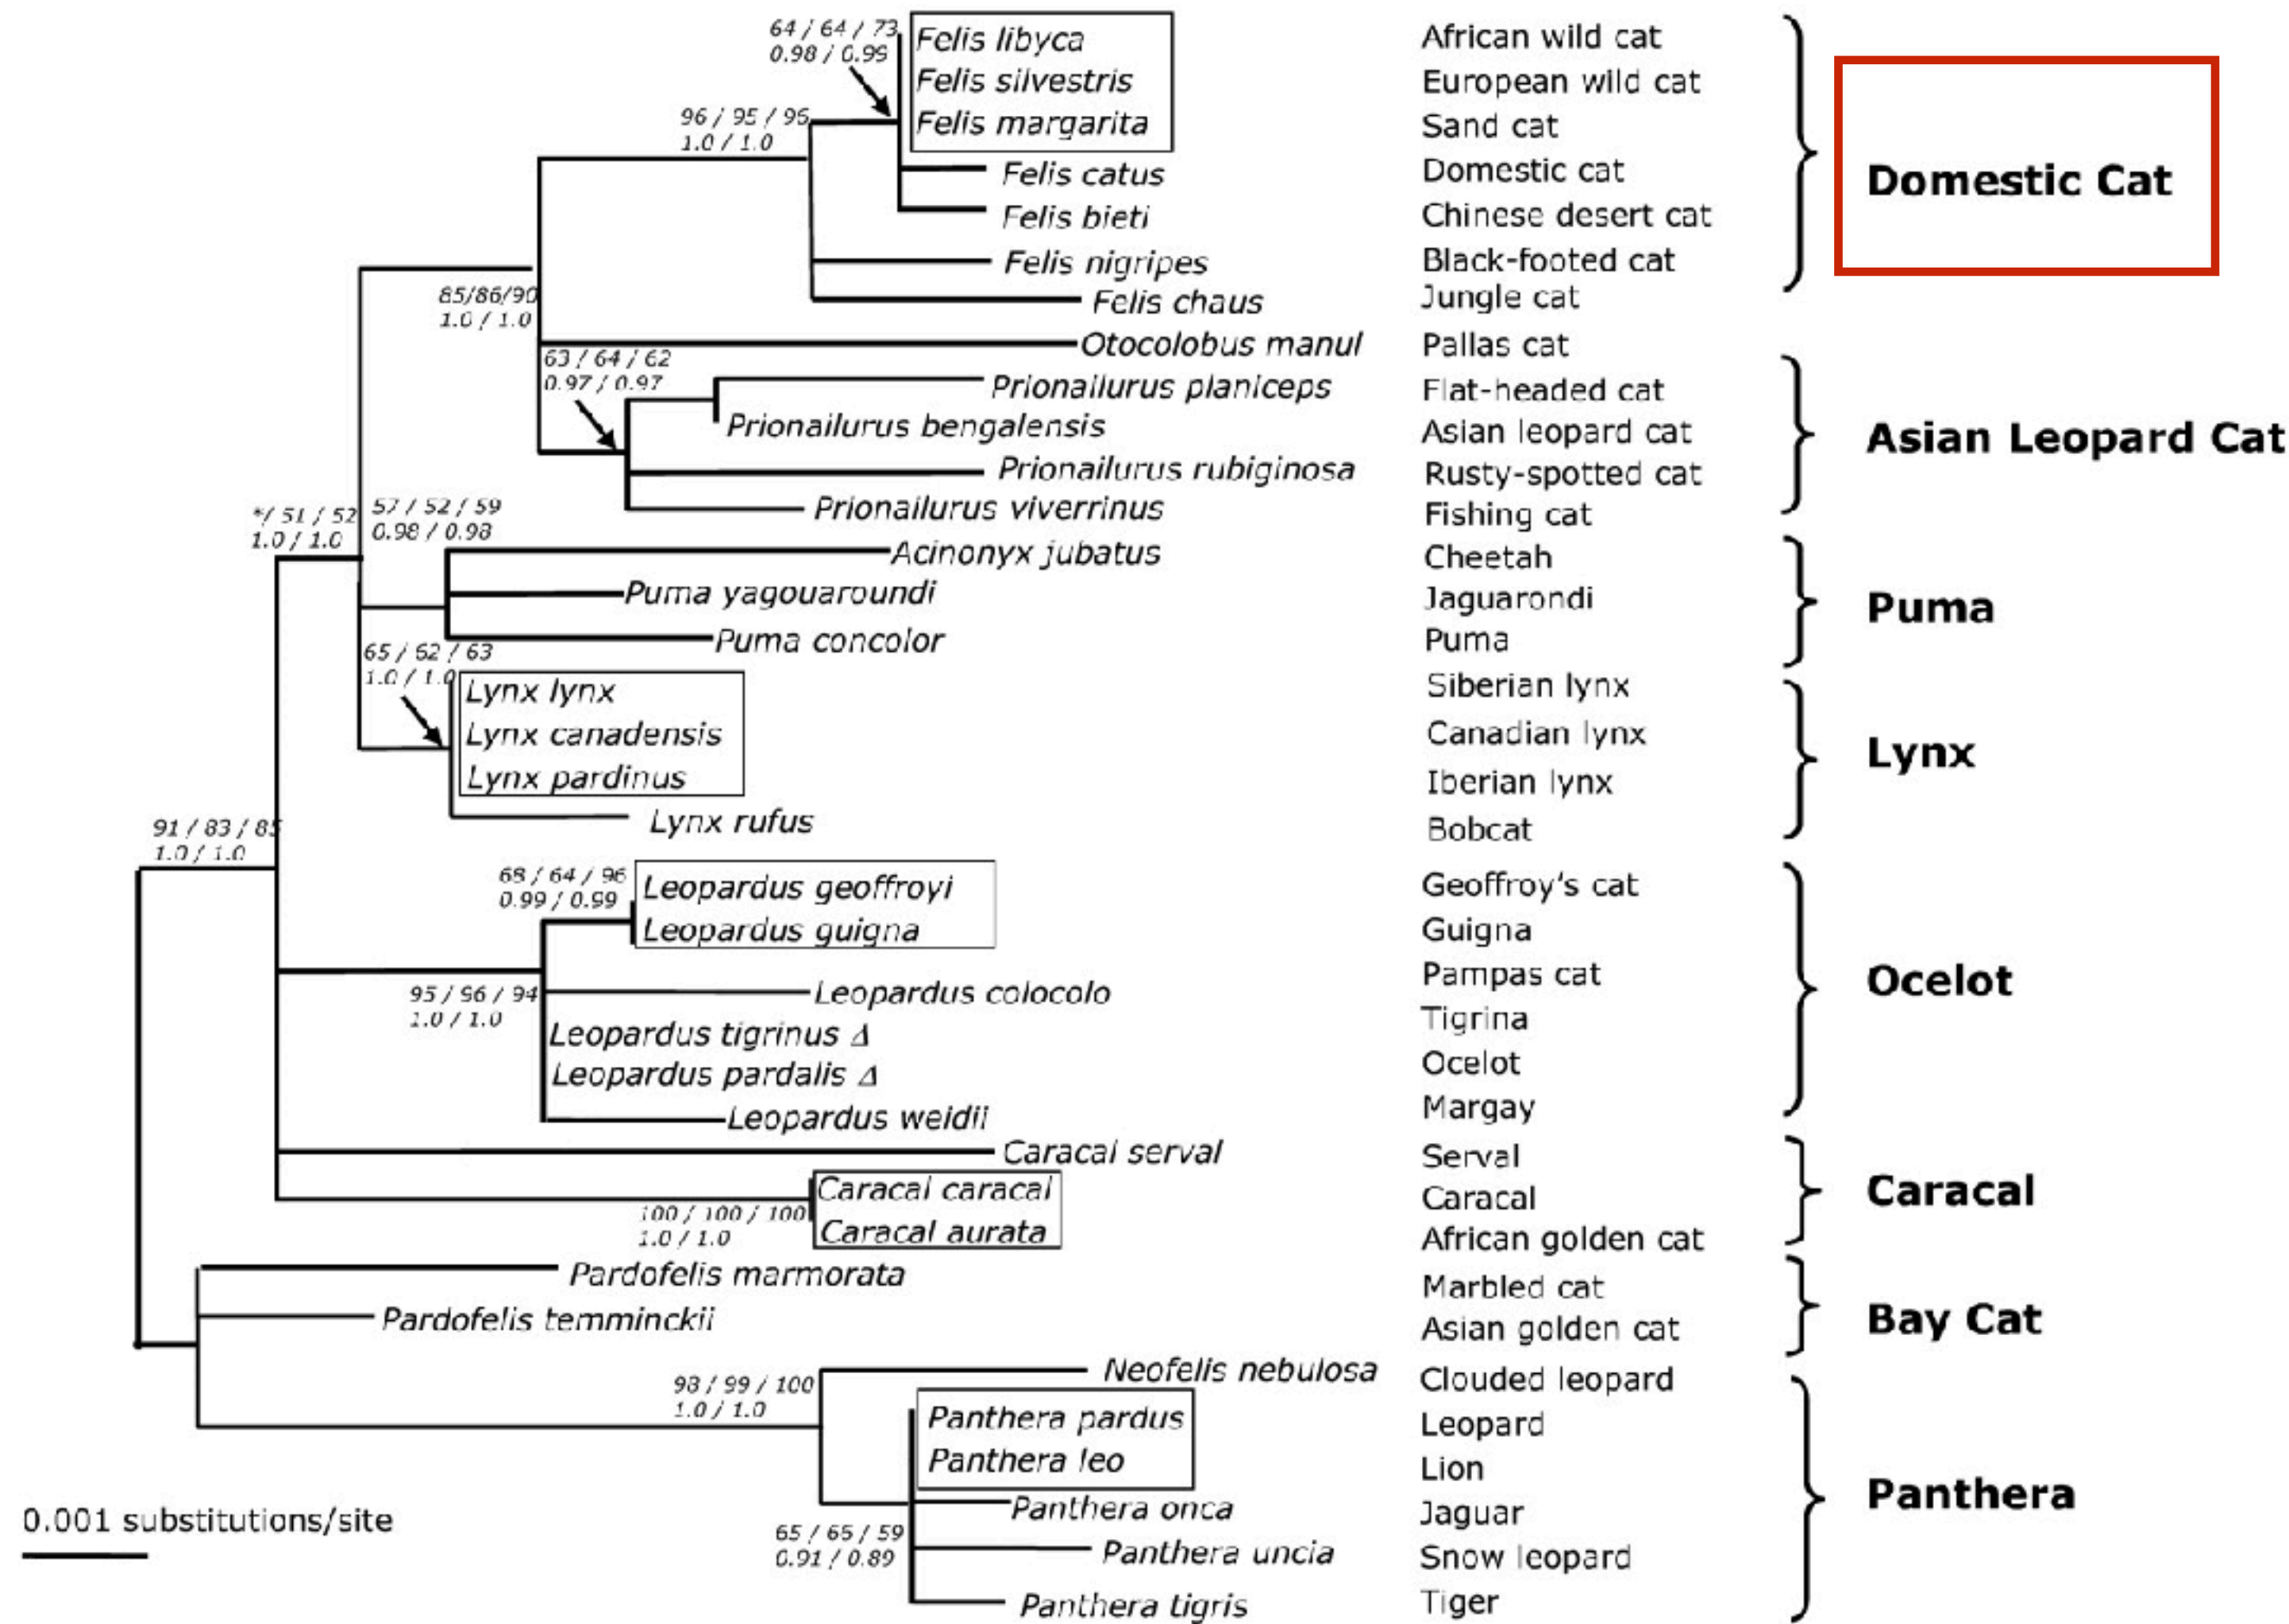 64 / 64 / 73
0.98 / 0.99
Felis libyca
African wild cat
Felis silvestris
European wild cat
Felis margarita
Sand cat
96 / 95 / 96
1.0 / 1.0
Felis catus
Domestic cat
Domestic Cat
Felis bieti
Chinese desert cat
Felis nigripes
Black-footed cat
85/86/90
1.0 / 1.0
Felis chaus
Jungle cat
Otocolobus manul
Pallas cat
63 / 64 / 62
0.97 / 0.97
Prionailurus planiceps
Flat-headed cat
Prionailurus bengalensis
Asian leopard cat
Asian Leopard Cat
Prionailurus rubiginosa
Rusty-spotted cat
Prionailurus viverrinus
Fishing cat
*/ 51 / 52
1.0 / 1.0
57 / 52 / 59
0.98 / 0.98
Acinonyx jubatus
Cheetah
Puma yagouaroundi
Jaguarondi
Puma
Puma concolor
Puma
65 / 62 / 63
1.0 / 1.0
Lynx lynx
Siberian lynx
Lynx canadensis
Canadian lynx
Lynx
Lynx pardinus
Iberian lynx
Lynx rufus
Bobcat
91 / 83 / 85
1.0 / 1.0
68 / 64 / 96
0.99 / 0.99
Leopardus geoffroyi
Geoffroy's cat
Leopardus guigna
Guigna
95 / 96 / 94
1.0 / 1.0
Leopardus colocolo
Pampas cat
Ocelot
Leopardus tigrinus Δ
Tigrina
Leopardus pardalis Δ
Ocelot
Leopardus weidii
Margay
Caracal serval
Serval
Caracal caracal
Caracal
Caracal
100 / 100 / 100
1.0 / 1.0
Caracal aurata
African golden cat
Pardofelis marmorata
Marbled cat
Pardofelis temminckii
Asian golden cat
Bay Cat
98 / 99 / 100
1.0 / 1.0
Neofelis nebulosa
Clouded leopard
Panthera pardus
Leopard
Panthera leo
Lion
Panthera
Panthera onca
Jaguar
65 / 65 / 59
0.91 / 0.89
Panthera uncia
Snow leopard
Panthera tigris
Tiger
0.001 substitutions/site